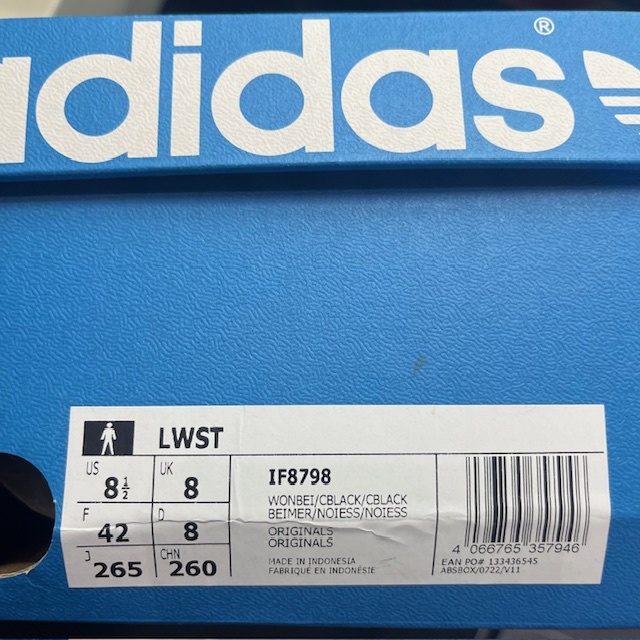 adidas®
LWST
US 8½ UK 8
F 42 D 8
J 265 CHN 260
IF8798
WONBEI/CBLACK/CBLACK
BEIMER/NOIESS/NOIESS
ORIGINALS
ORIGINALS
MADE IN INDONESIA
FABRIQUÉ EN INDONÉSIE
4 066765 357946
EAN PO# 133436545
ABSBOX/0722/V11